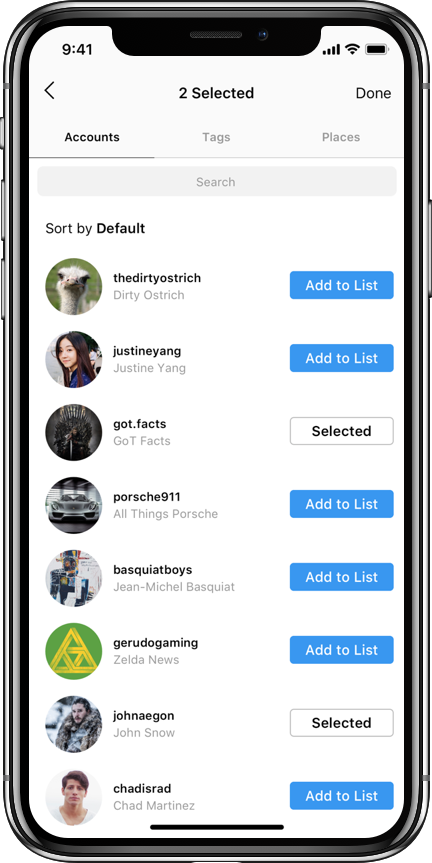 9:41
2 Selected
Done
Accounts
Tags
Places
Search
Sort by Default
thedirtyostrich
Dirty Ostrich
Add to List
justineyang
Justine Yang
Add to List
got.facts
GoT Facts
Selected
porsche911
All Things Porsche
Add to List
basquiatboys
Jean-Michel Basquiat
Add to List
gerudogaming
Zelda News
Add to List
johnaegon
John Snow
Selected
chadisrad
Chad Martinez
Add to List